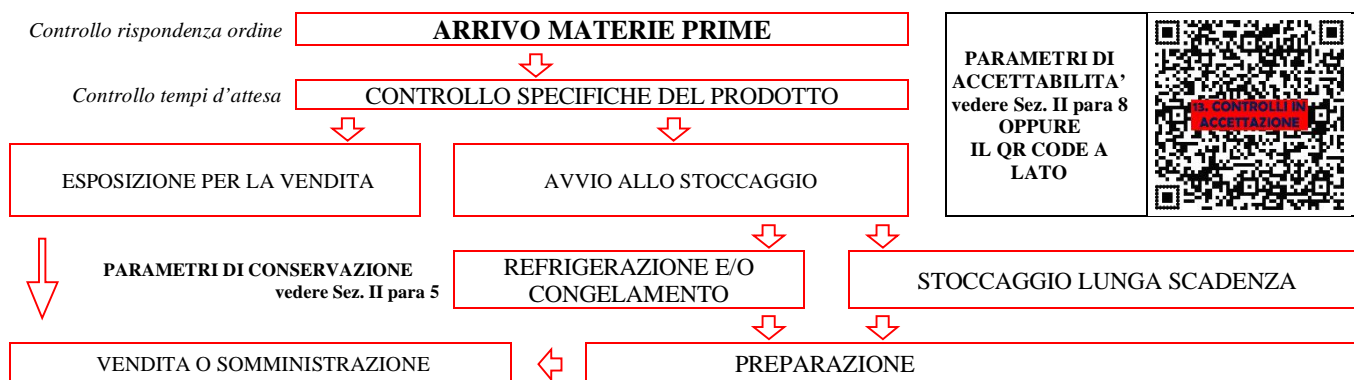 Controllo rispondenza ordine
ARRIVO MATERIE PRIME
Controllo tempi d'attesa
CONTROLLO SPECIFICHE DEL PRODOTTO
PARAMETRI DI
ACCETTABILITA'
vedere Sez. II para 8
OPPURE
IL QR CODE A
LATO
13. CONTROLLI IN
ACCETTAZIONE
ESPOSIZIONE PER LA VENDITA
AVVIO ALLO STOCCAGGIO
PARAMETRI DI CONSERVAZIONE
vedere Sez. II para 5
REFRIGERAZIONE E/O
CONGELAMENTO
STOCCAGGIO LUNGA SCADENZA
VENDITA O SOMMINISTRAZIONE
PREPARAZIONE